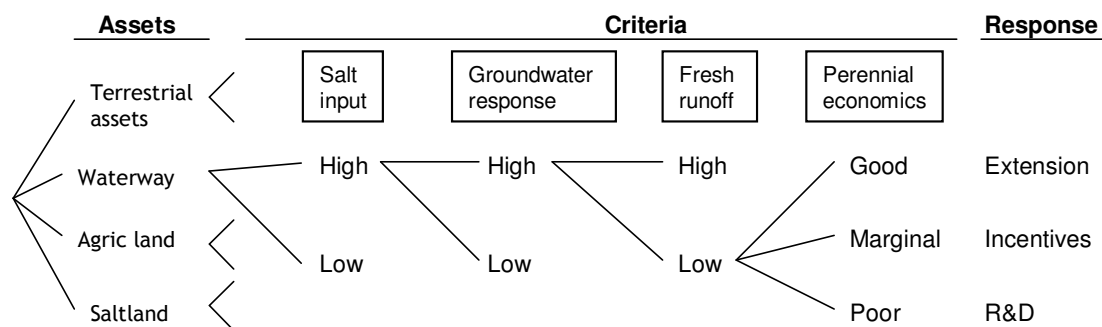 Assets Criteria Response
Salt input
Groundwater response
Fresh runoff
Perennial economics
Terrestrial assets
Waterway High High High Good Extension
Agric land Marginal Incentives
Low Low Low
Saltland Poor R&D